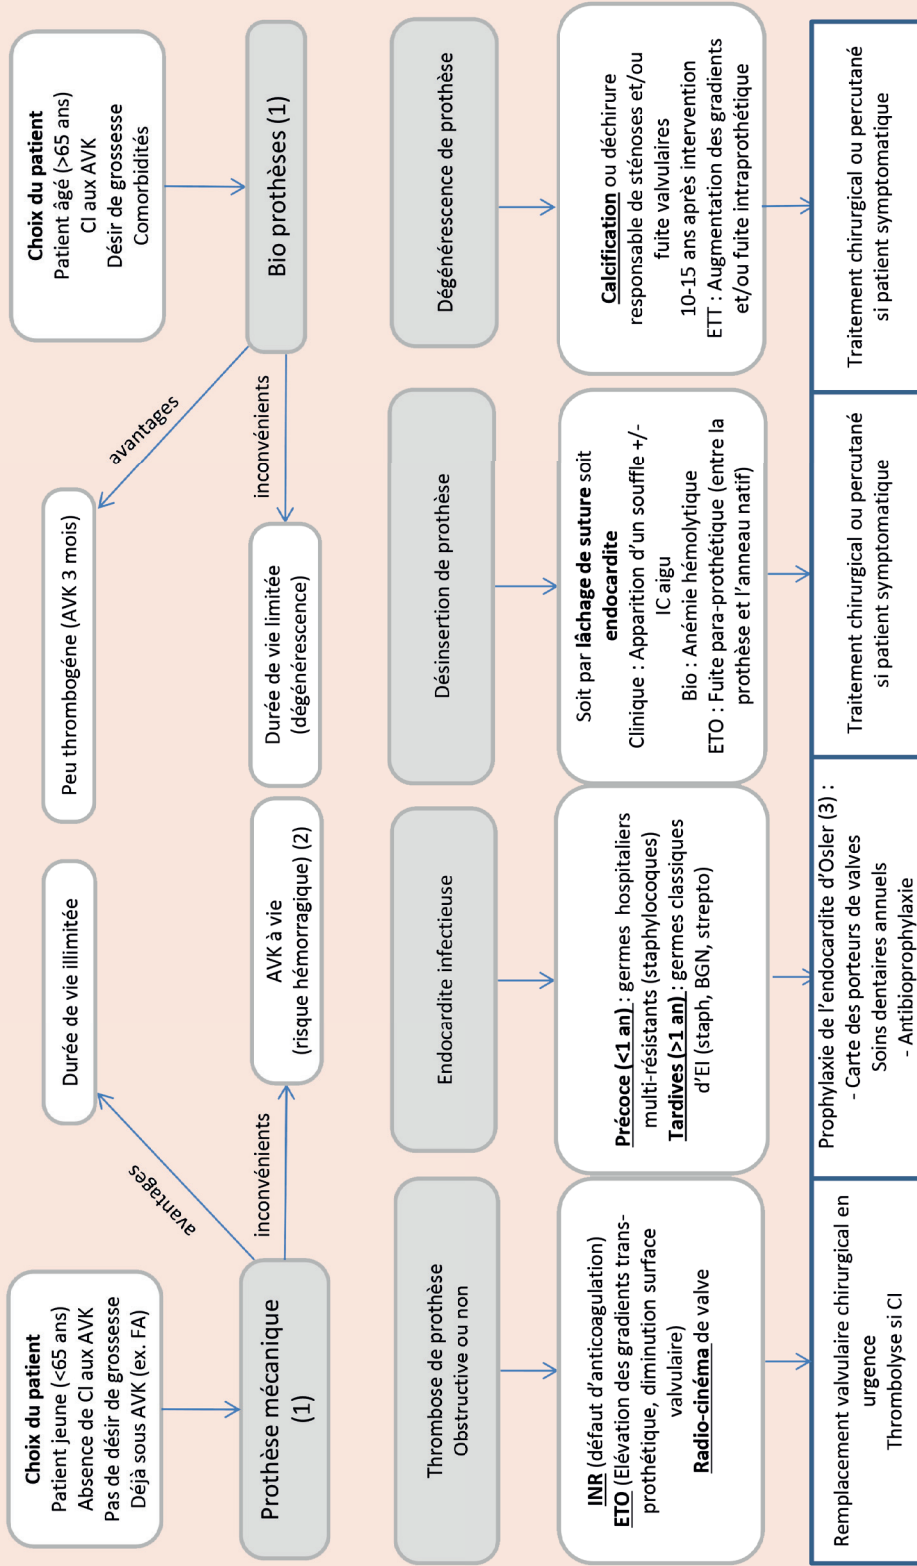 Choix du patient
Patient jeune (<65 ans)
Absence de CI aux AVK
Pas de désir de grossesse
Déjà sous AVK (ex. FA)
Prothèse mécanique
(1)
avantages
inconvénients
Durée de vie illimitée
AVK à vie
(risque hémorragique) (2)
Peu thrombogéne (AVK 3 mois)
Durée de vie limitée
(dégénérescence)
avantages
inconvénients
Choix du patient
Patient âgé (>65 ans)
CI aux AVK
Désir de grossesse
Comorbidités
Bio prothèses (1)
Thrombose de prothèse
Obstructive ou non
Endocardite infectieuse
Désinsertion de prothèse
Dégénérescence de prothèse
INR (défaut d'anticoagulation)
ETO (Elévation des gradients trans-
prothétique, diminution surface
valvulaire)
Radio-cinéma de valve
Précoce (<1 an) : germes hospitaliers
multi-résistants (staphylocoques)
Tardives (>1 an) : germes classiques
d'EI (staph, BGN, strepto)
Soit par lâchage de suture soit
endocardite
Clinique : Apparition d'un souffle +/-
IC aigu
Bio : Anémie hémolytique
ETO : Fuite para-prothétique (entre la
prothèse et l'anneau natif)
Calcification ou déchirure
responsable de sténoses et/ou
fuite valvulaires
10-15 ans après intervention
ETT : Augmentation des gradients
et/ou fuite intraprothétique
Remplacement valvulaire chirurgical en
urgence
Thrombolyse si CI
Prophylaxie de l'endocardite d'Osler (3) :
- Carte des porteurs de valves
Soins dentaires annuels
- Antibioprophylaxie
Traitement chirurgical ou percutané
si patient symptomatique
Traitement chirurgical ou percutané
si patient symptomatique